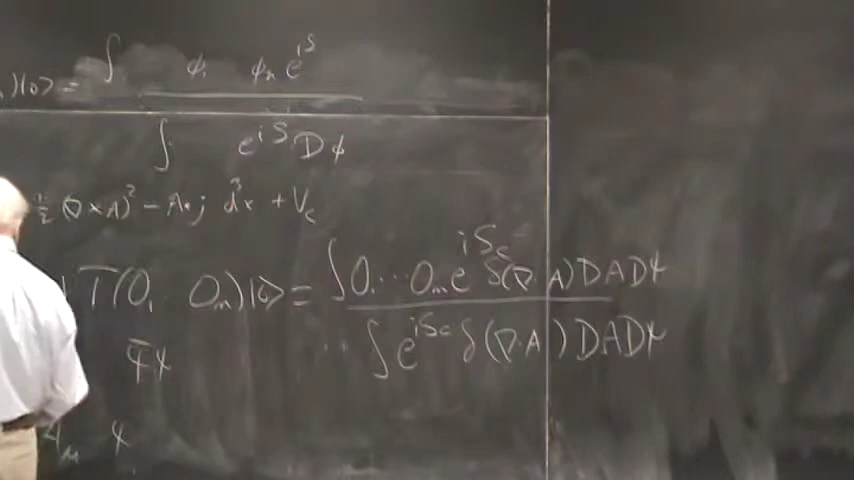 )|0> = ∫ φ₁ φₙ e^{iS}
∫ e^{iS} Dφ
½ (∇×A)² − A·j d³x + V_c
T(O₁ Oₙ)|0> = ∫ O₁ ⋯ Oₙ e^{iS_c} δ(∇·A) DA Dψ
∫ e^{iS_c} δ(∇·A) DA Dψ
ψ̄ψ
ψ